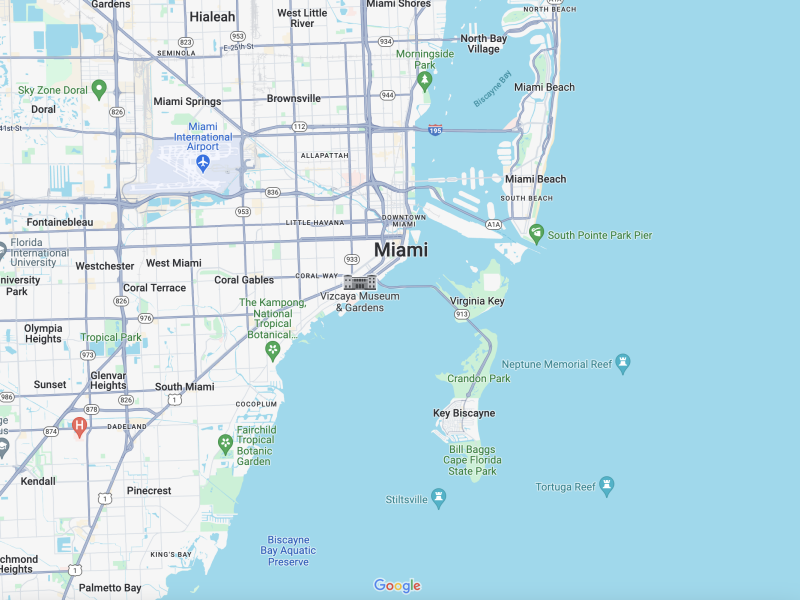 Gardens
Hialeah
West Little
River
Miami Shores
NORTH BEACH
823
953
E 25th St
SEMINOLA
934
North Bay
Village
Morningside
Park
Biscayne Bay
Sky Zone Doral
Doral
826
Miami Springs
Brownsville
944
Miami Beach
41st St
112
195
Miami
International
Airport
ALLAPATTAH
836
953
Miami Beach
SOUTH BEACH
Fontainebleau
LITTLE HAVANA
DOWNTOWN
MIAMI
A1A
South Pointe Park Pier
Florida
International
University
Miami
Westchester
West Miami
933
University
Park
Coral Terrace
Coral Gables
CORAL WAY
Vizcaya Museum
& Gardens
Virginia Key
826
976
913
The Kampong,
National
Tropical
Botanical...
Olympia
Heights
Tropical Park
973
Neptune Memorial Reef
Glenvar
Heights
Sunset
South Miami
Crandon Park
986
878
826
1
COCOPLUM
Key Biscayne
874
DADELAND
H
Fairchild
Tropical
Botanic
Garden
Bill Baggs
Cape Florida
State Park
Kendall
Pinecrest
1
Stiltsville
Tortuga Reef
Biscayne
Bay Aquatic
Preserve
KING'S BAY
Richmond
Heights
1
Palmetto Bay
Google